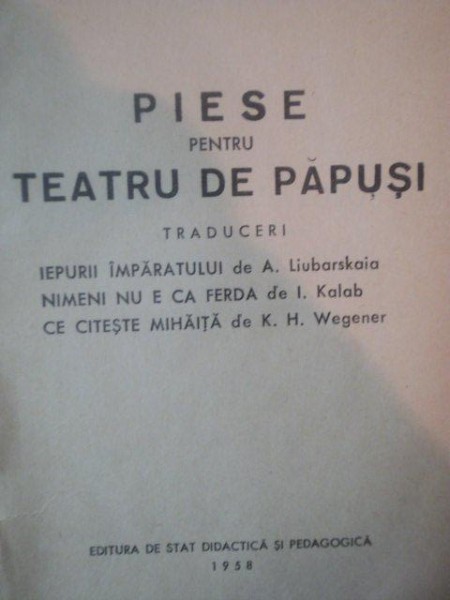 PIESE
PENTRU
TEATRU DE PĂPUȘI
TRADUCERI
IEPURII ÎMPĂRATULUI de A. Liubarskaia
NIMENI NU E CA FERDA de I. Kalab
CE CITEȘTE MIHĂIȚĂ de K. H. Wegener
EDITURA DE STAT DIDACTICĂ ȘI PEDAGOGICĂ
1958